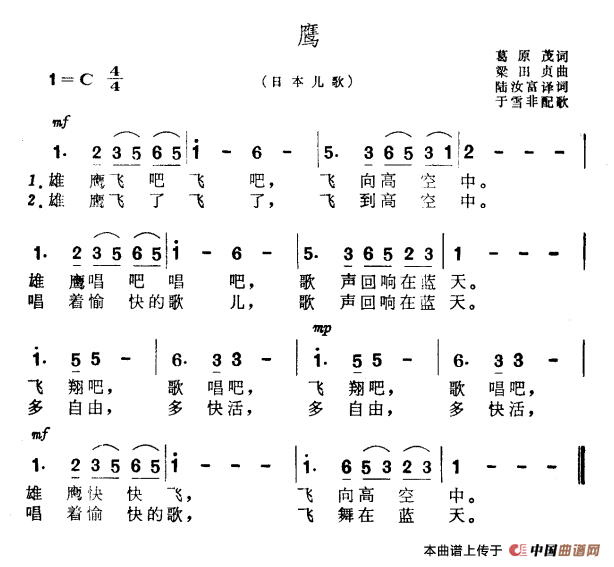 鹰
葛原茂词
梁田贞曲
陆汝富译词
于雪非配歌
1=C 4/4
(日本儿歌)
mf
1. 2 3 5 6 5 | i - 6 - | 5. 3 6 5 3 1 | 2 - - - |
1.雄鹰飞吧飞吧，飞向高空中。
2.雄鹰飞了飞了，飞到高空中。
1. 2 3 5 6 5 | i - 6 - | 5. 3 6 5 2 3 | 1 - - - |
雄鹰唱吧唱吧，歌声回响在蓝天。
唱着愉快的歌儿，歌声回响在蓝天。
mp
i. 5 5 - | 6. 3 3 - | i. 5 5 - | 6. 3 3 - |
飞翔吧，歌唱吧，飞翔吧，歌唱吧，
多自由，多快活，多自由，多快活，
mf
1. 2 3 5 6 5 | i - - - | i. 6 5 3 2 3 | 1 - - - ‖
雄鹰快快飞，飞向高空中。
唱着愉快的歌，飞舞在蓝天。
本曲谱上传于 中国曲谱网